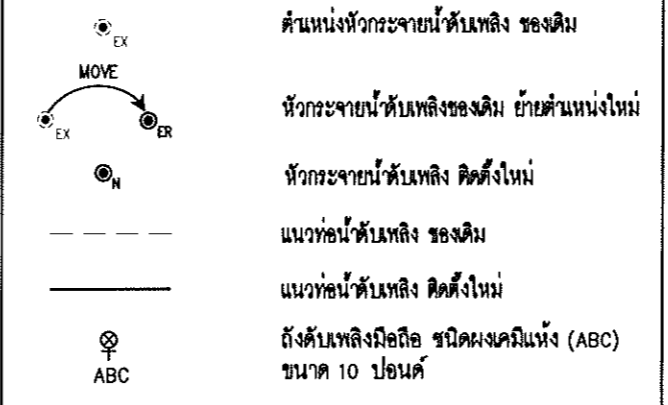 EX ตำแหน่งหัวกระจายน้ำดับเพลิง ของเดิม
MOVE
EX ER หัวกระจายน้ำดับเพลิงของเดิม ย้ายตำแหน่งใหม่
N หัวกระจายน้ำดับเพลิง ติดตั้งใหม่
แนวท่อน้ำดับเพลิง ของเดิม
แนวท่อน้ำดับเพลิง ติดตั้งใหม่
ถังดับเพลิงมือถือ ชนิดผงเคมีแห้ง (ABC)
ABC ขนาด 10 ปอนด์